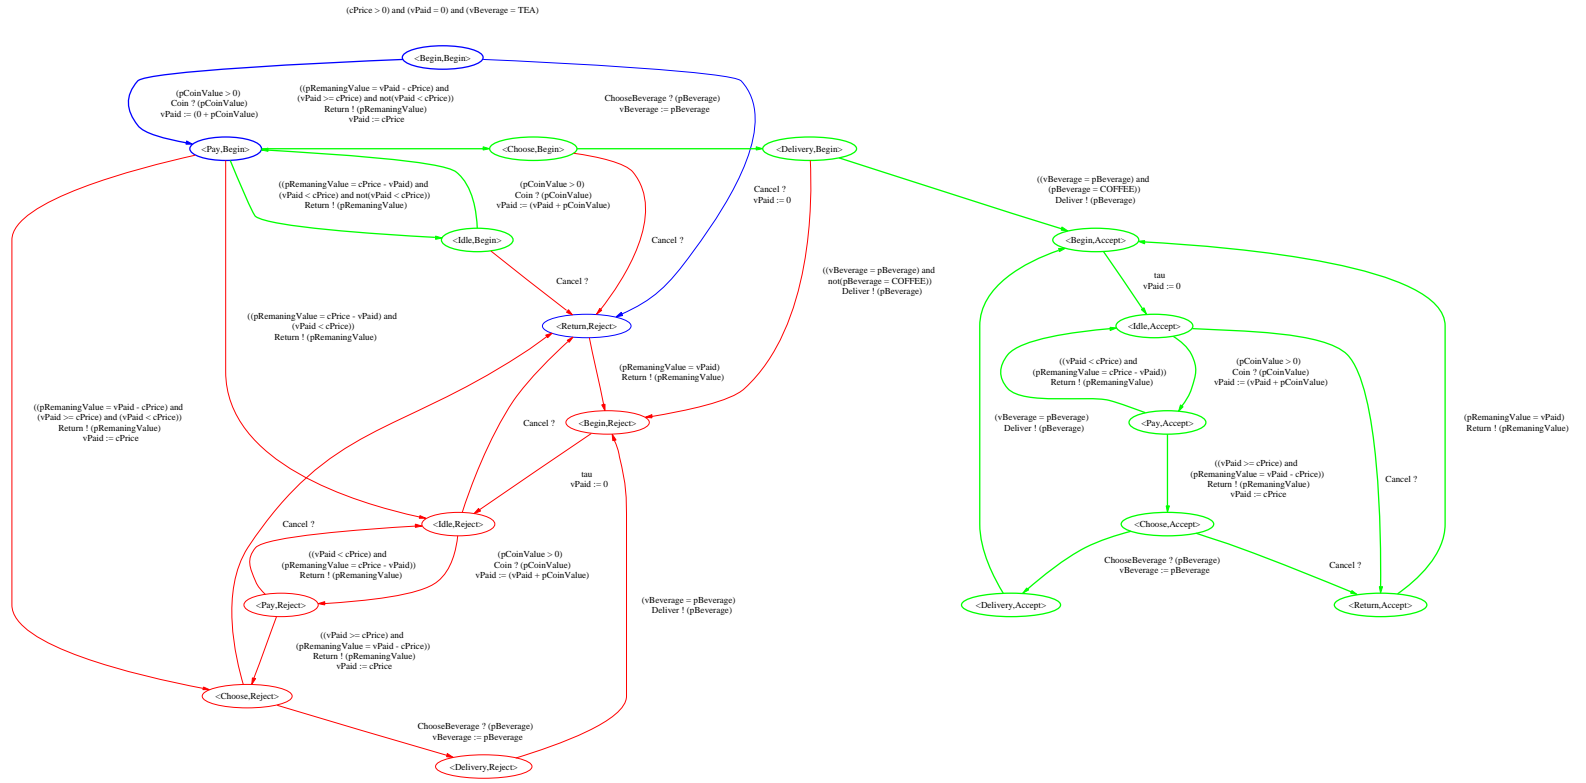 (cPrice > 0) and (vPaid = 0) and (vBeverage = TEA)
<Begin,Begin>
(pCoinValue > 0)
Coin ? (pCoinValue)
vPaid := (0 + pCoinValue)
((pRemaningValue = vPaid - cPrice) and
(vPaid >= cPrice) and not(vPaid < cPrice))
Return ! (pRemaningValue)
vPaid := cPrice
ChooseBeverage ? (pBeverage)
vBeverage := pBeverage
<Pay,Begin>
<Choose,Begin>
<Delivery,Begin>
((pRemaningValue = cPrice - vPaid) and
(vPaid < cPrice) and not(vPaid < cPrice))
Return ! (pRemaningValue)
(pCoinValue > 0)
Coin ? (pCoinValue)
vPaid := (vPaid + pCoinValue)
Cancel ?
vPaid := 0
((vBeverage = pBeverage) and
(pBeverage = COFFEE))
Deliver ! (pBeverage)
<Idle,Begin>
Cancel ?
<Begin,Accept>
Cancel ?
((vBeverage = pBeverage) and
not(pBeverage = COFFEE))
Deliver ! (pBeverage)
tau
vPaid := 0
((pRemaningValue = cPrice - vPaid) and
(vPaid < cPrice))
Return ! (pRemaningValue)
<Return,Reject>
<Idle,Accept>
(pRemaningValue = vPaid)
Return ! (pRemaningValue)
((vPaid < cPrice) and
(pRemaningValue = cPrice - vPaid))
Return ! (pRemaningValue)
(pCoinValue > 0)
Coin ? (pCoinValue)
vPaid := (vPaid + pCoinValue)
((pRemaningValue = vPaid - cPrice) and
(vPaid >= cPrice) and (vPaid < cPrice))
Return ! (pRemaningValue)
vPaid := cPrice
Cancel ?
<Begin,Reject>
(vBeverage = pBeverage)
Deliver ! (pBeverage)
<Pay,Accept>
(pRemaningValue = vPaid)
Return ! (pRemaningValue)
tau
vPaid := 0
((vPaid >= cPrice) and
(pRemaningValue = vPaid - cPrice))
Return ! (pRemaningValue)
vPaid := cPrice
Cancel ?
Cancel ?
<Idle,Reject>
<Choose,Accept>
((vPaid < cPrice) and
(pRemaningValue = cPrice - vPaid))
Return ! (pRemaningValue)
(pCoinValue > 0)
Coin ? (pCoinValue)
vPaid := (vPaid + pCoinValue)
ChooseBeverage ? (pBeverage)
vBeverage := pBeverage
Cancel ?
<Pay,Reject>
(vBeverage = pBeverage)
Deliver ! (pBeverage)
<Delivery,Accept>
<Return,Accept>
((vPaid >= cPrice) and
(pRemaningValue = vPaid - cPrice))
Return ! (pRemaningValue)
vPaid := cPrice
<Choose,Reject>
ChooseBeverage ? (pBeverage)
vBeverage := pBeverage
<Delivery,Reject>